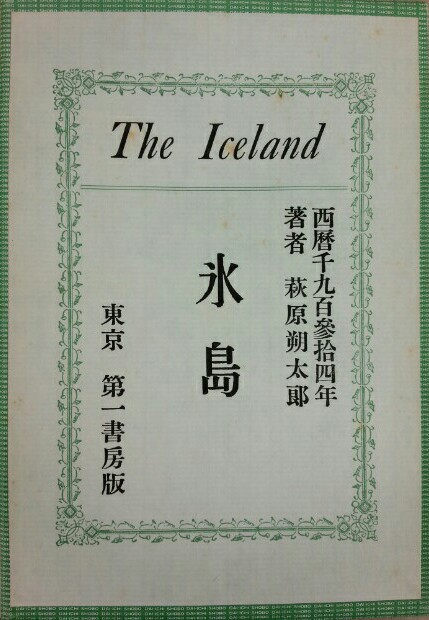 The Iceland
西暦千九百參拾四年
著者 萩原朔太郎
氷島
東京 第一書房版